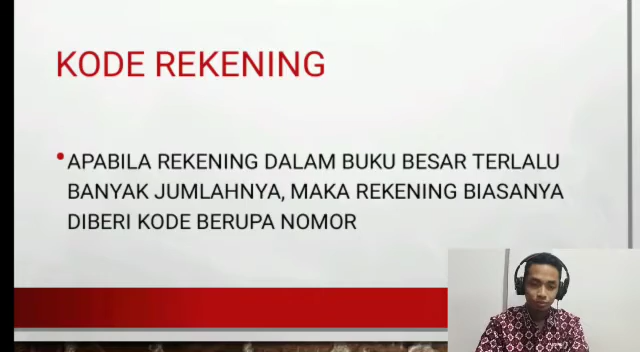 KODE REKENING
•APABILA REKENING DALAM BUKU BESAR TERLALU
BANYAK JUMLAHNYA, MAKA REKENING BIASANYA
DIBERI KODE BERUPA NOMOR